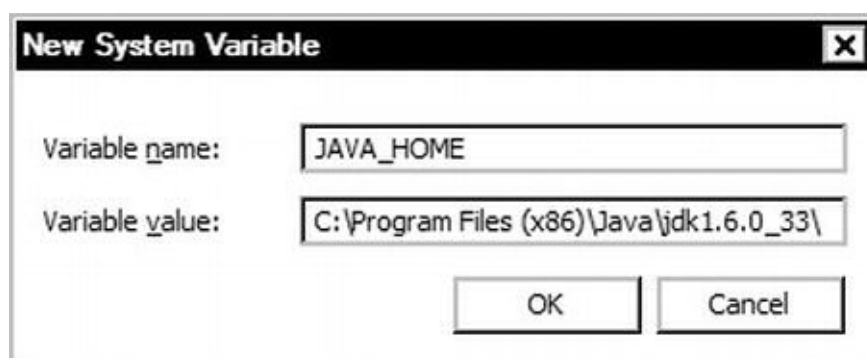 New System Variable
Variable name: JAVA_HOME
Variable value: C:\Program Files (x86)\Java\jdk1.6.0_33\
OK Cancel